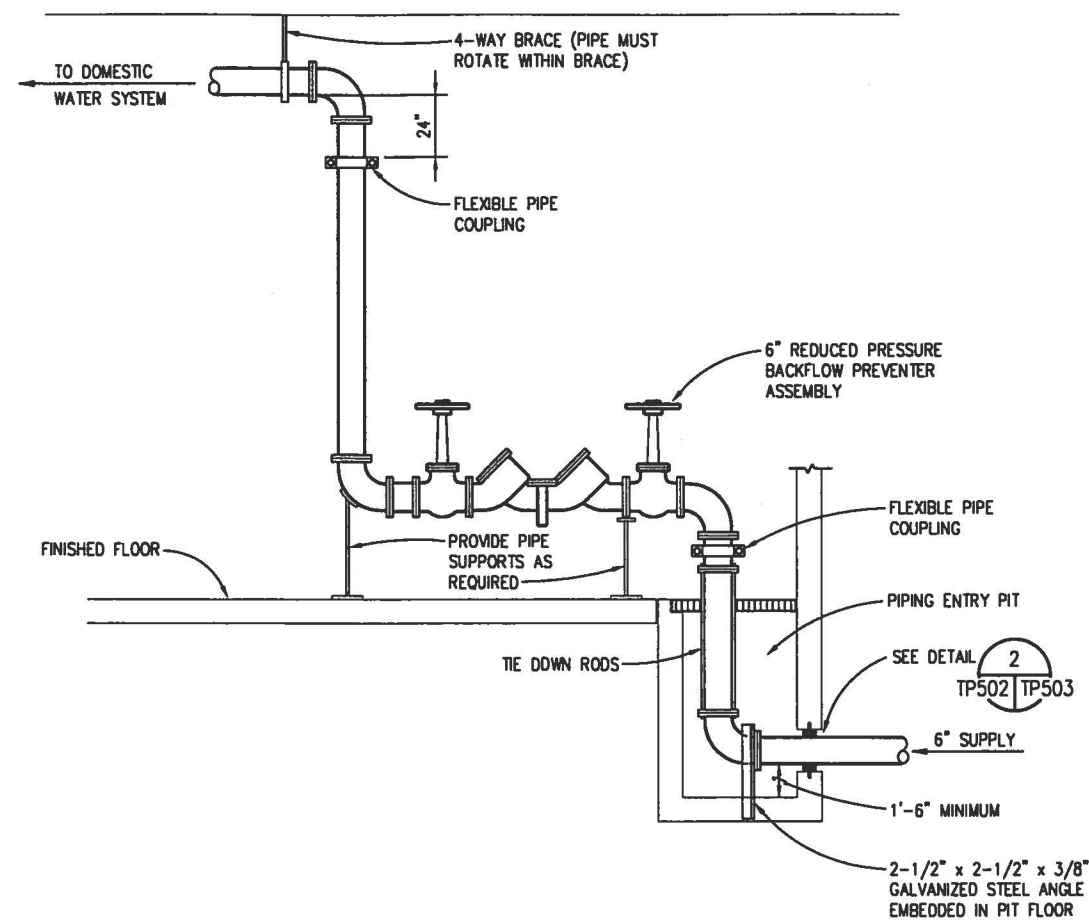 4-WAY BRACE (PIPE MUST
ROTATE WITHIN BRACE)
TO DOMESTIC
WATER SYSTEM
24"
FLEXIBLE PIPE
COUPLING
6" REDUCED PRESSURE
BACKFLOW PREVENTER
ASSEMBLY
FLEXIBLE PIPE
COUPLING
FINISHED FLOOR
PROVIDE PIPE
SUPPORTS AS
REQUIRED
PIPING ENTRY PIT
TIE DOWN RODS
SEE DETAIL
2
TP502 TP503
6" SUPPLY
1'-6" MINIMUM
2-1/2" x 2-1/2" x 3/8"
GALVANIZED STEEL ANGLE
EMBEDDED IN PIT FLOOR